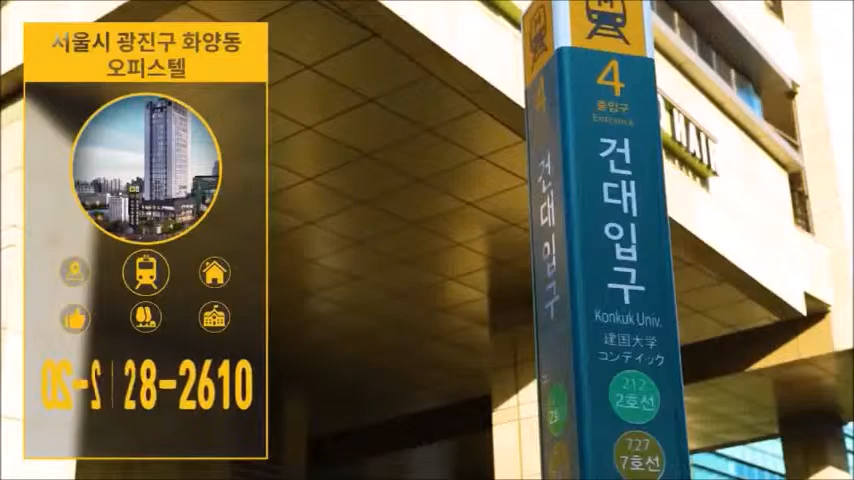 서울시 광진구 화양동
오피스텔
28-2610
4
출입구
Entrance
건대입구
Konkuk Univ.
建国大学
コンデイック
212
2호선
727
7호선
4
건대입구
HAIR